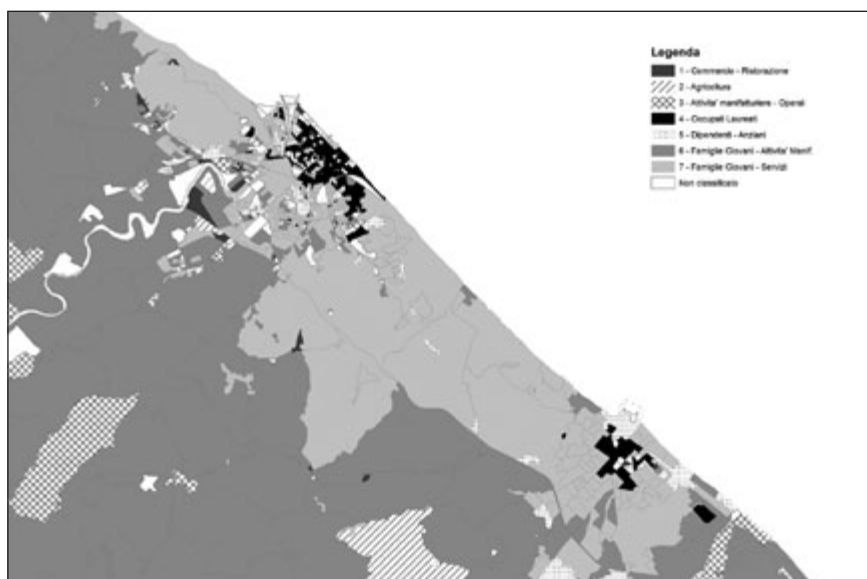 Legenda
1 - Commercio - Ristorazione
2 - Agricoltura
3 - Attivita' manifatturiere - Operai
4 - Occupati Laureati
5 - Dipendenti - Anziani
6 - Famiglie Giovani - Attivita' Manif.
7 - Famiglie Giovani - Servizi
Non classificato